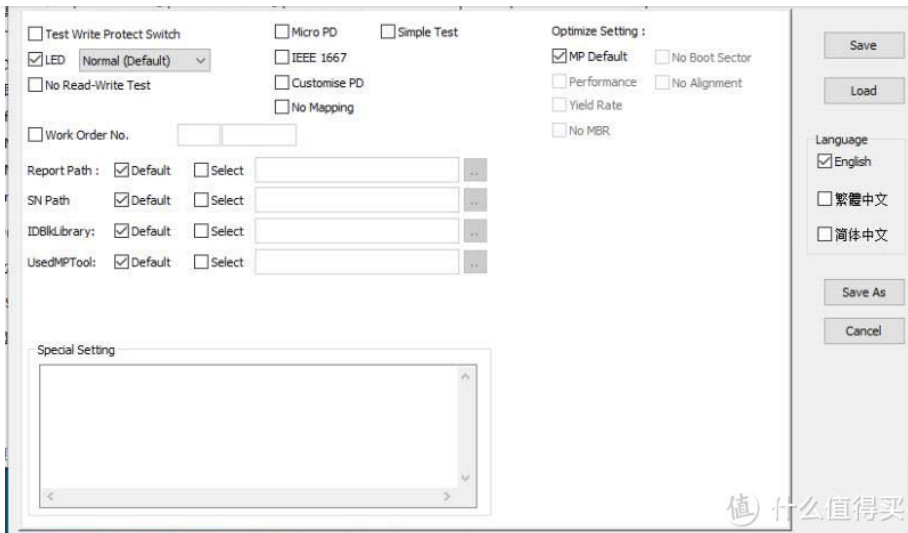 Test Write Protect Switch
LED Normal (Default)
No Read-Write Test
Micro PD Simple Test
IEEE 1667
Customise PD
No Mapping
Work Order No.
Optimize Setting :
MP Default No Boot Sector
Performance No Alignment
Yield Rate
No MBR
Report Path : Default Select ..
SN Path Default Select ..
IDBlkLibrary: Default Select ..
UsedMPTool: Default Select ..
Special Setting
Save
Load
Language
English
繁體中文
简体中文
Save As
Cancel
值 什么值得买